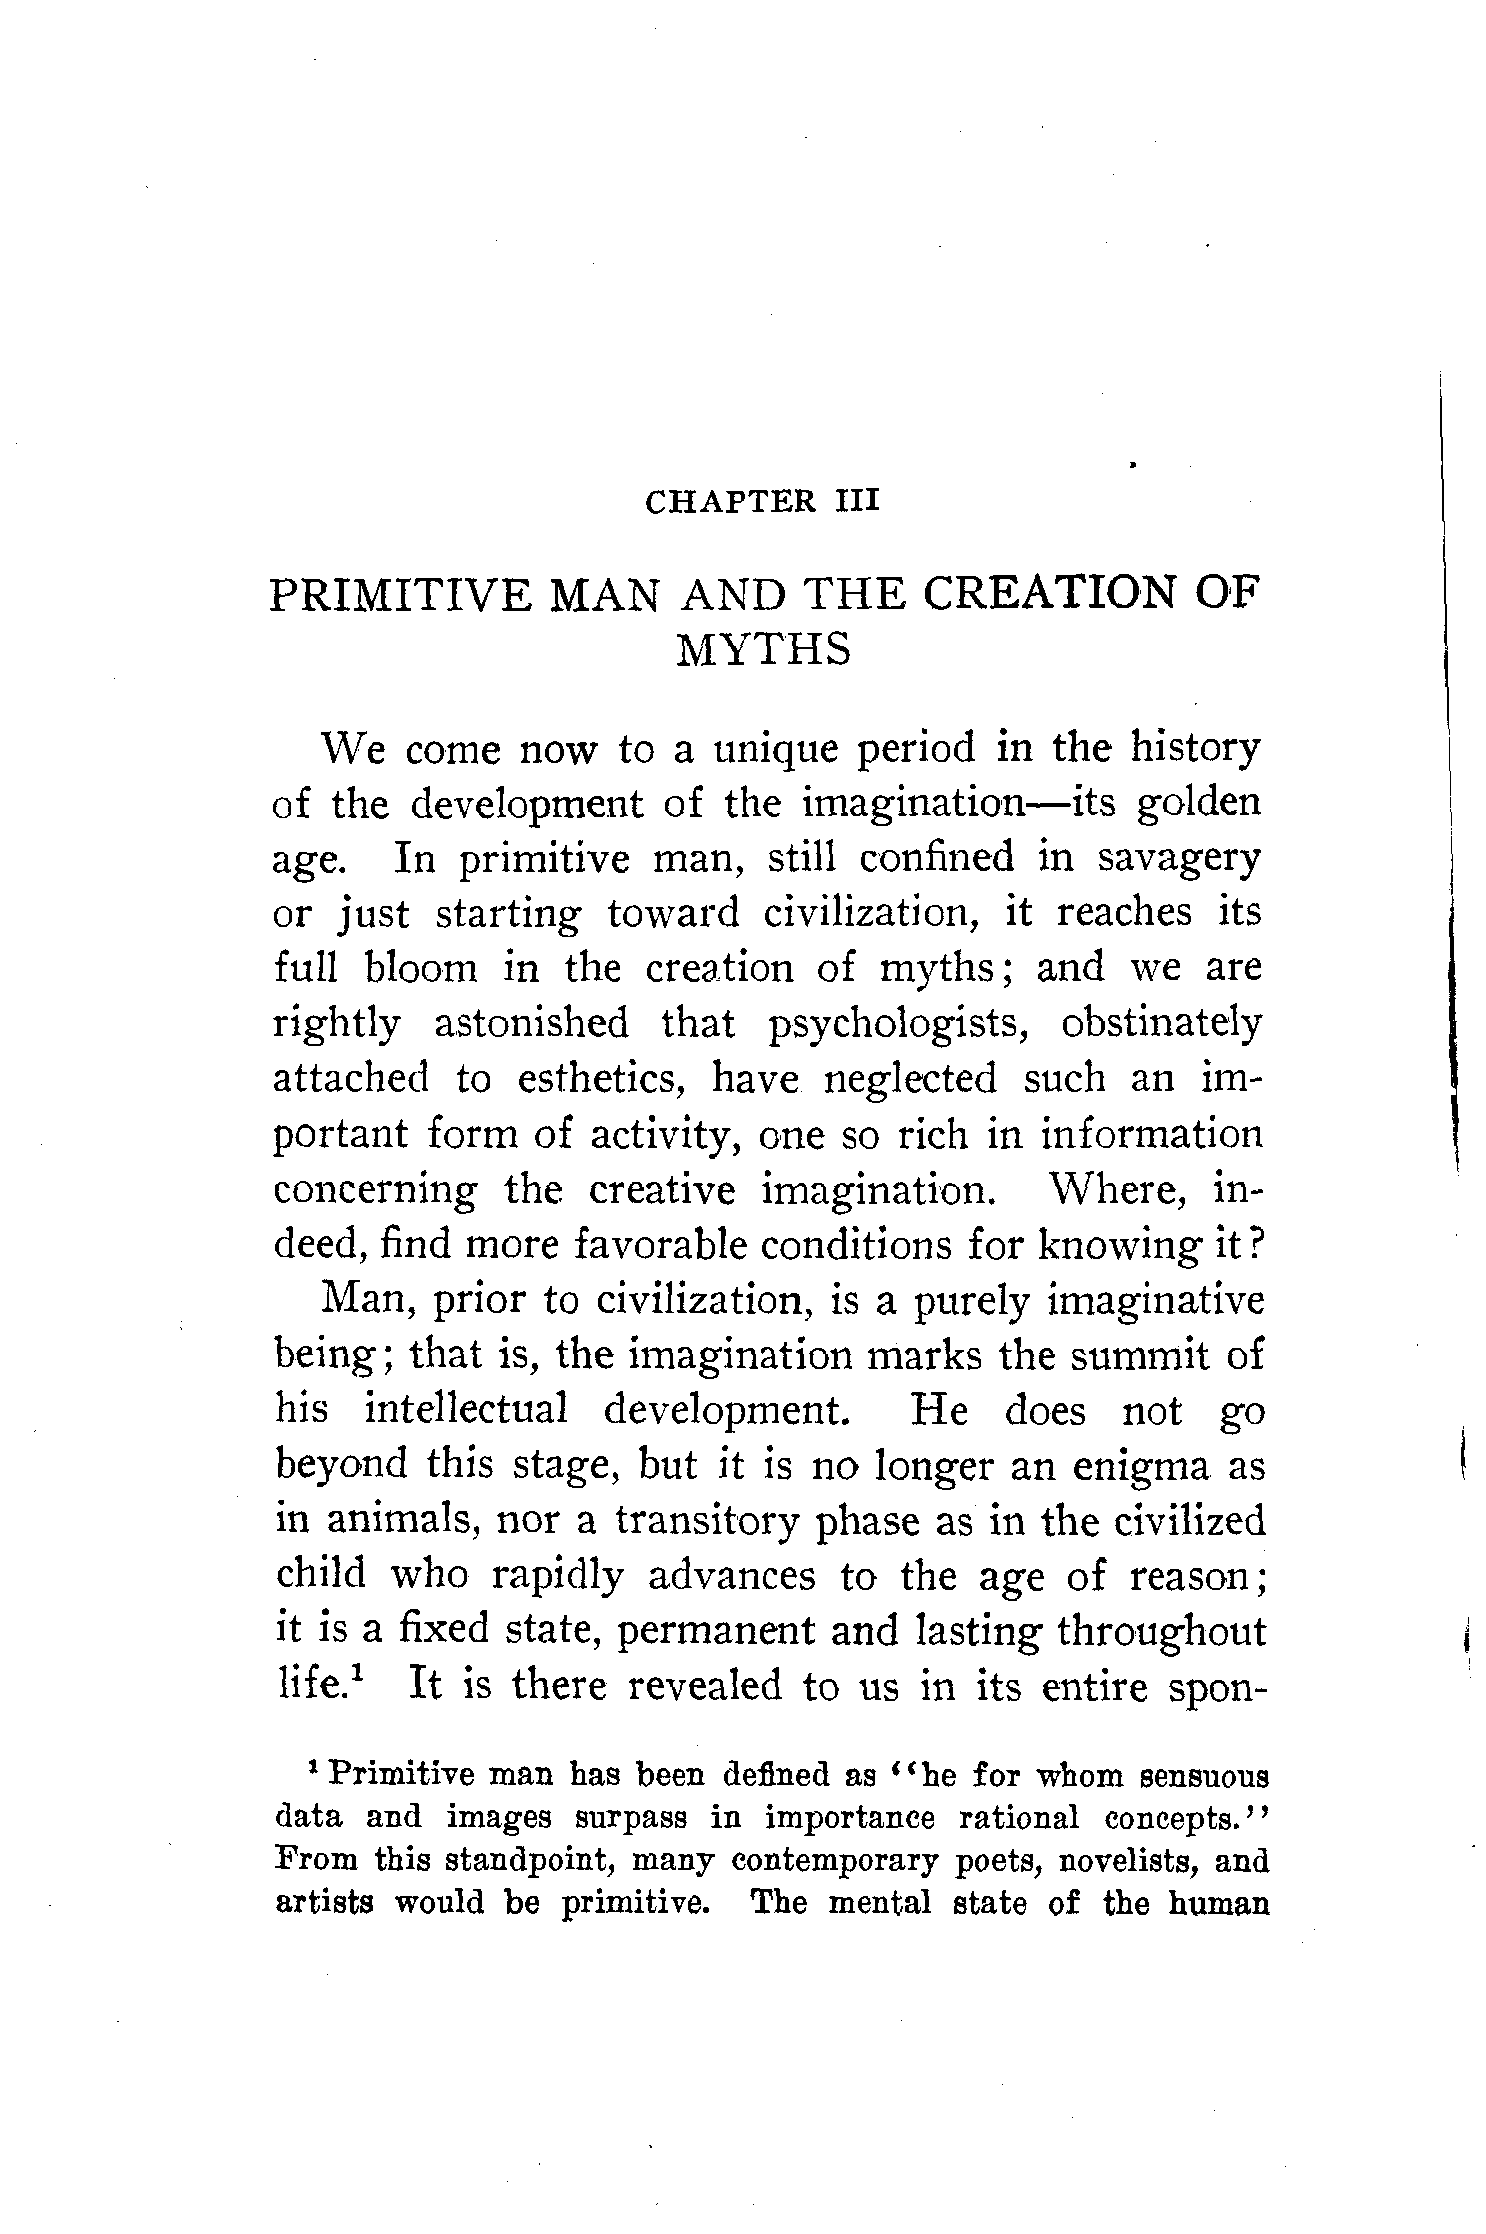 CHAPTER III
PRIMITIVE MAN AND THE CREATION OF
MYTHS
We come now to a unique period in the history
of the development of the imagination—its golden
age. In primitive man, still confined in savagery
or just starting toward civilization, it reaches its
full bloom in the creation of myths; and we are
rightly astonished that psychologists, obstinately
attached to esthetics, have neglected such an im-
portant form of activity, one so rich in information
concerning the creative imagination. Where, in-
deed, find more favorable conditions for knowing it?
Man, prior to civilization, is a purely imaginative
being; that is, the imagination marks the summit of
his intellectual development. He does not go
beyond this stage, but it is no longer an enigma as
in animals, nor a transitory phase as in the civilized
child who rapidly advances to the age of reason;
it is a fixed state, permanent and lasting throughout
life.¹ It is there revealed to us in its entire spon-
¹ Primitive man has been defined as ‘‘he for whom sensuous
data and images surpass in importance rational concepts.’’
From this standpoint, many contemporary poets, novelists, and
artists would be primitive. The mental state of the human